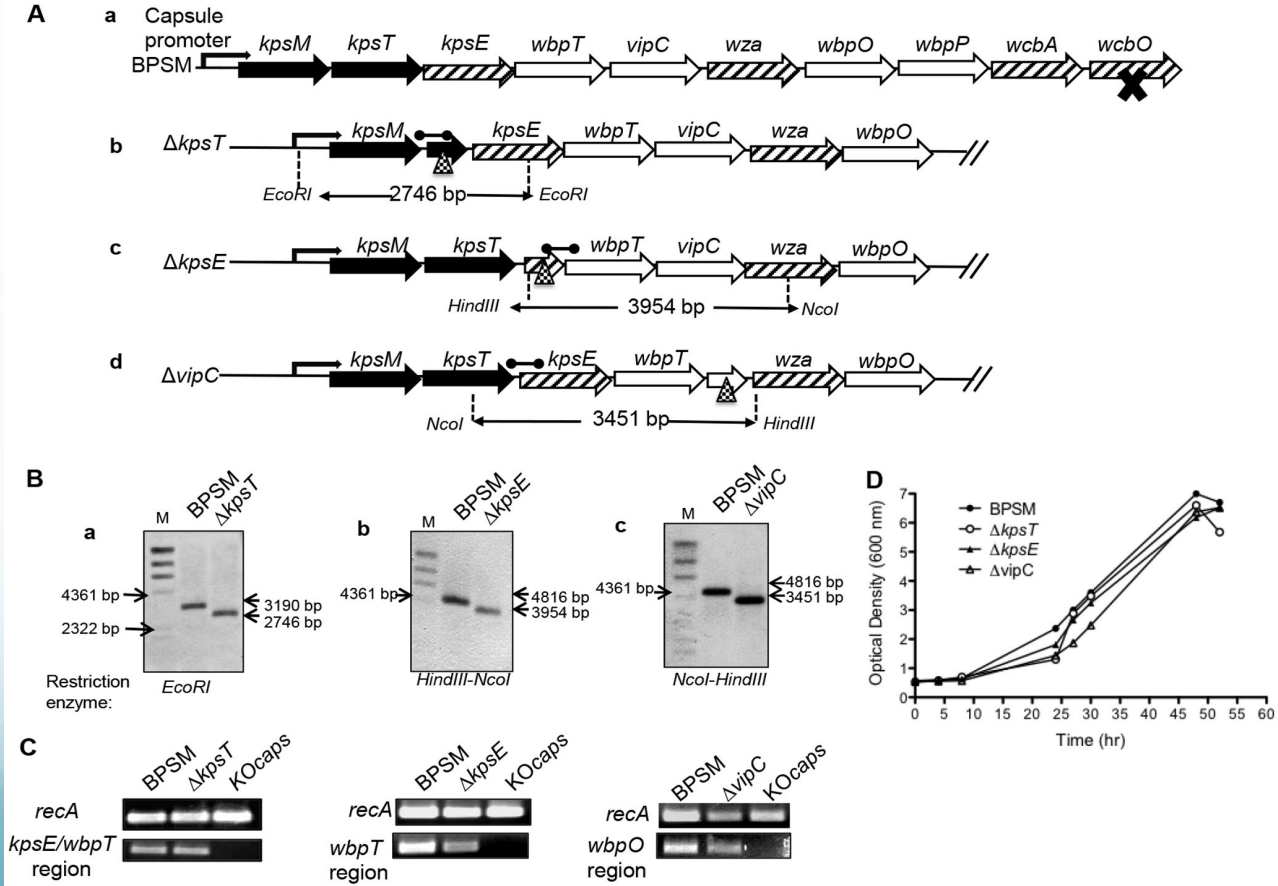 A
a
Capsule
promoter
BPSM
kpsM kpsT kpsE wbpT vipC wza wbpO wbpP wcbA wcbO
b
ΔkpsT
kpsM kpsE wbpT vipC wza wbpO
EcoRI 2746 bp EcoRI
c
ΔkpsE
kpsM kpsT wbpT vipC wza wbpO
HindIII 3954 bp NcoI
d
ΔvipC
kpsM kpsT kpsE wbpT wza wbpO
NcoI 3451 bp HindIII
B
a
M BPSM ΔkpsT
4361 bp
2322 bp
3190 bp
2746 bp
Restriction
enzyme:
EcoRI
b
M BPSM ΔkpsE
4361 bp
4816 bp
3954 bp
HindIII-NcoI
c
M BPSM ΔvipC
4361 bp
4816 bp
3451 bp
NcoI-HindIII
C
BPSM ΔkpsT KOcaps
recA
kpsE/wbpT
region
BPSM ΔkpsE KOcaps
recA
wbpT
region
BPSM ΔvipC KOcaps
recA
wbpO
region
D
Optical Density (600 nm)
7
6
5
4
3
2
1
0
BPSM
ΔkpsT
ΔkpsE
ΔvipC
0 5 10 15 20 25 30 35 40 45 50 55 60
Time (hr)